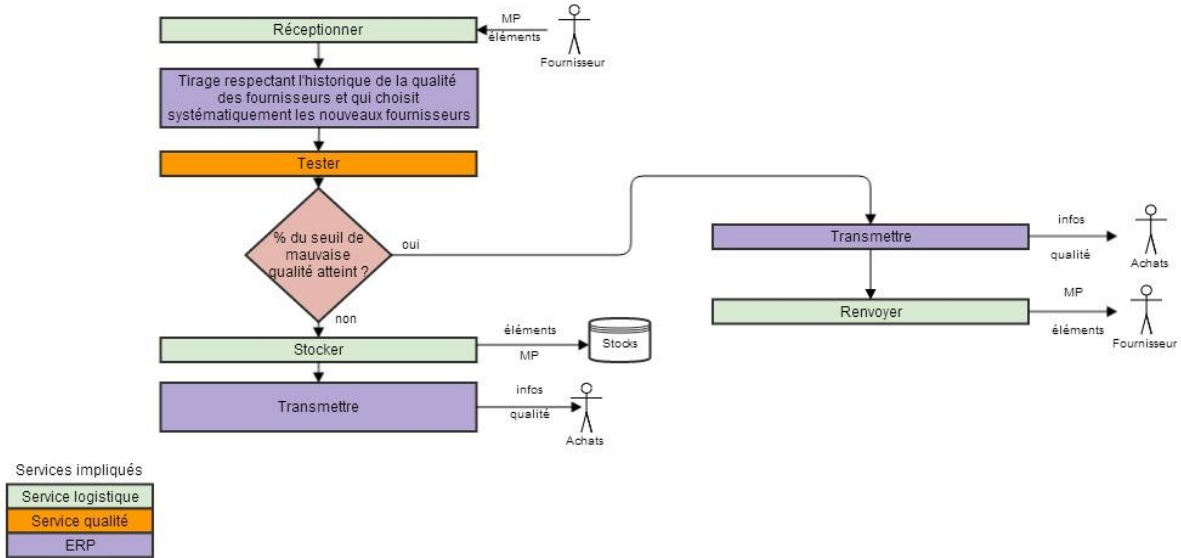 MP
Réceptionner
éléments
Fournisseur
Tirage respectant l'historique de la qualité
des fournisseurs et qui choisit
systématiquement les nouveaux fournisseurs
Tester
% du seuil de
mauvaise
qualité atteint ?
oui
non
infos
Transmettre
qualité
Achats
MP
Renvoyer
éléments
Fournisseur
éléments
Stocker
MP
Stocks
infos
Transmettre
qualité
Achats
Services impliqués
Service logistique
Service qualité
ERP